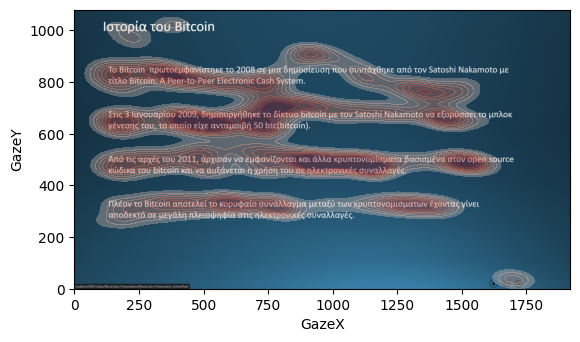 Ιστορία του Bitcoin
Το Bitcoin πρωτοεμφανίστηκε το 2008 σε μια δημοσίευση που συντάχθηκε από τον Satoshi Nakamoto με
τίτλο Bitcoin: A Peer-to-Peer Electronic Cash System.
Στις 3 Ιανουαρίου 2009, δημιουργήθηκε το δίκτυο bitcoin με τον Satoshi Nakamoto να εξορύσσει το μπλοκ
γένεσης του, το οποίο είχε ανταμοιβή 50 btc(bitcoin).
Από τις αρχές του 2011, άρχισαν να εμφανίζονται και άλλα κρυπτονομίσματα βασισμένα στον open source
κώδικα του bitcoin και να αυξάνεται η χρήση του σε ηλεκτρονικές συναλλαγές.
Πλέον το Bitcoin αποτελεί το κορυφαίο συνάλλαγμα μεταξύ των κρυπτονομισμάτων έχοντας γίνει
αποδεκτό σε μεγάλη πλειοψηφία στις ηλεκτρονικές συναλλαγές.
GazeY
1000
800
600
400
200
0
0 250 500 750 1000 1250 1500 1750
GazeX